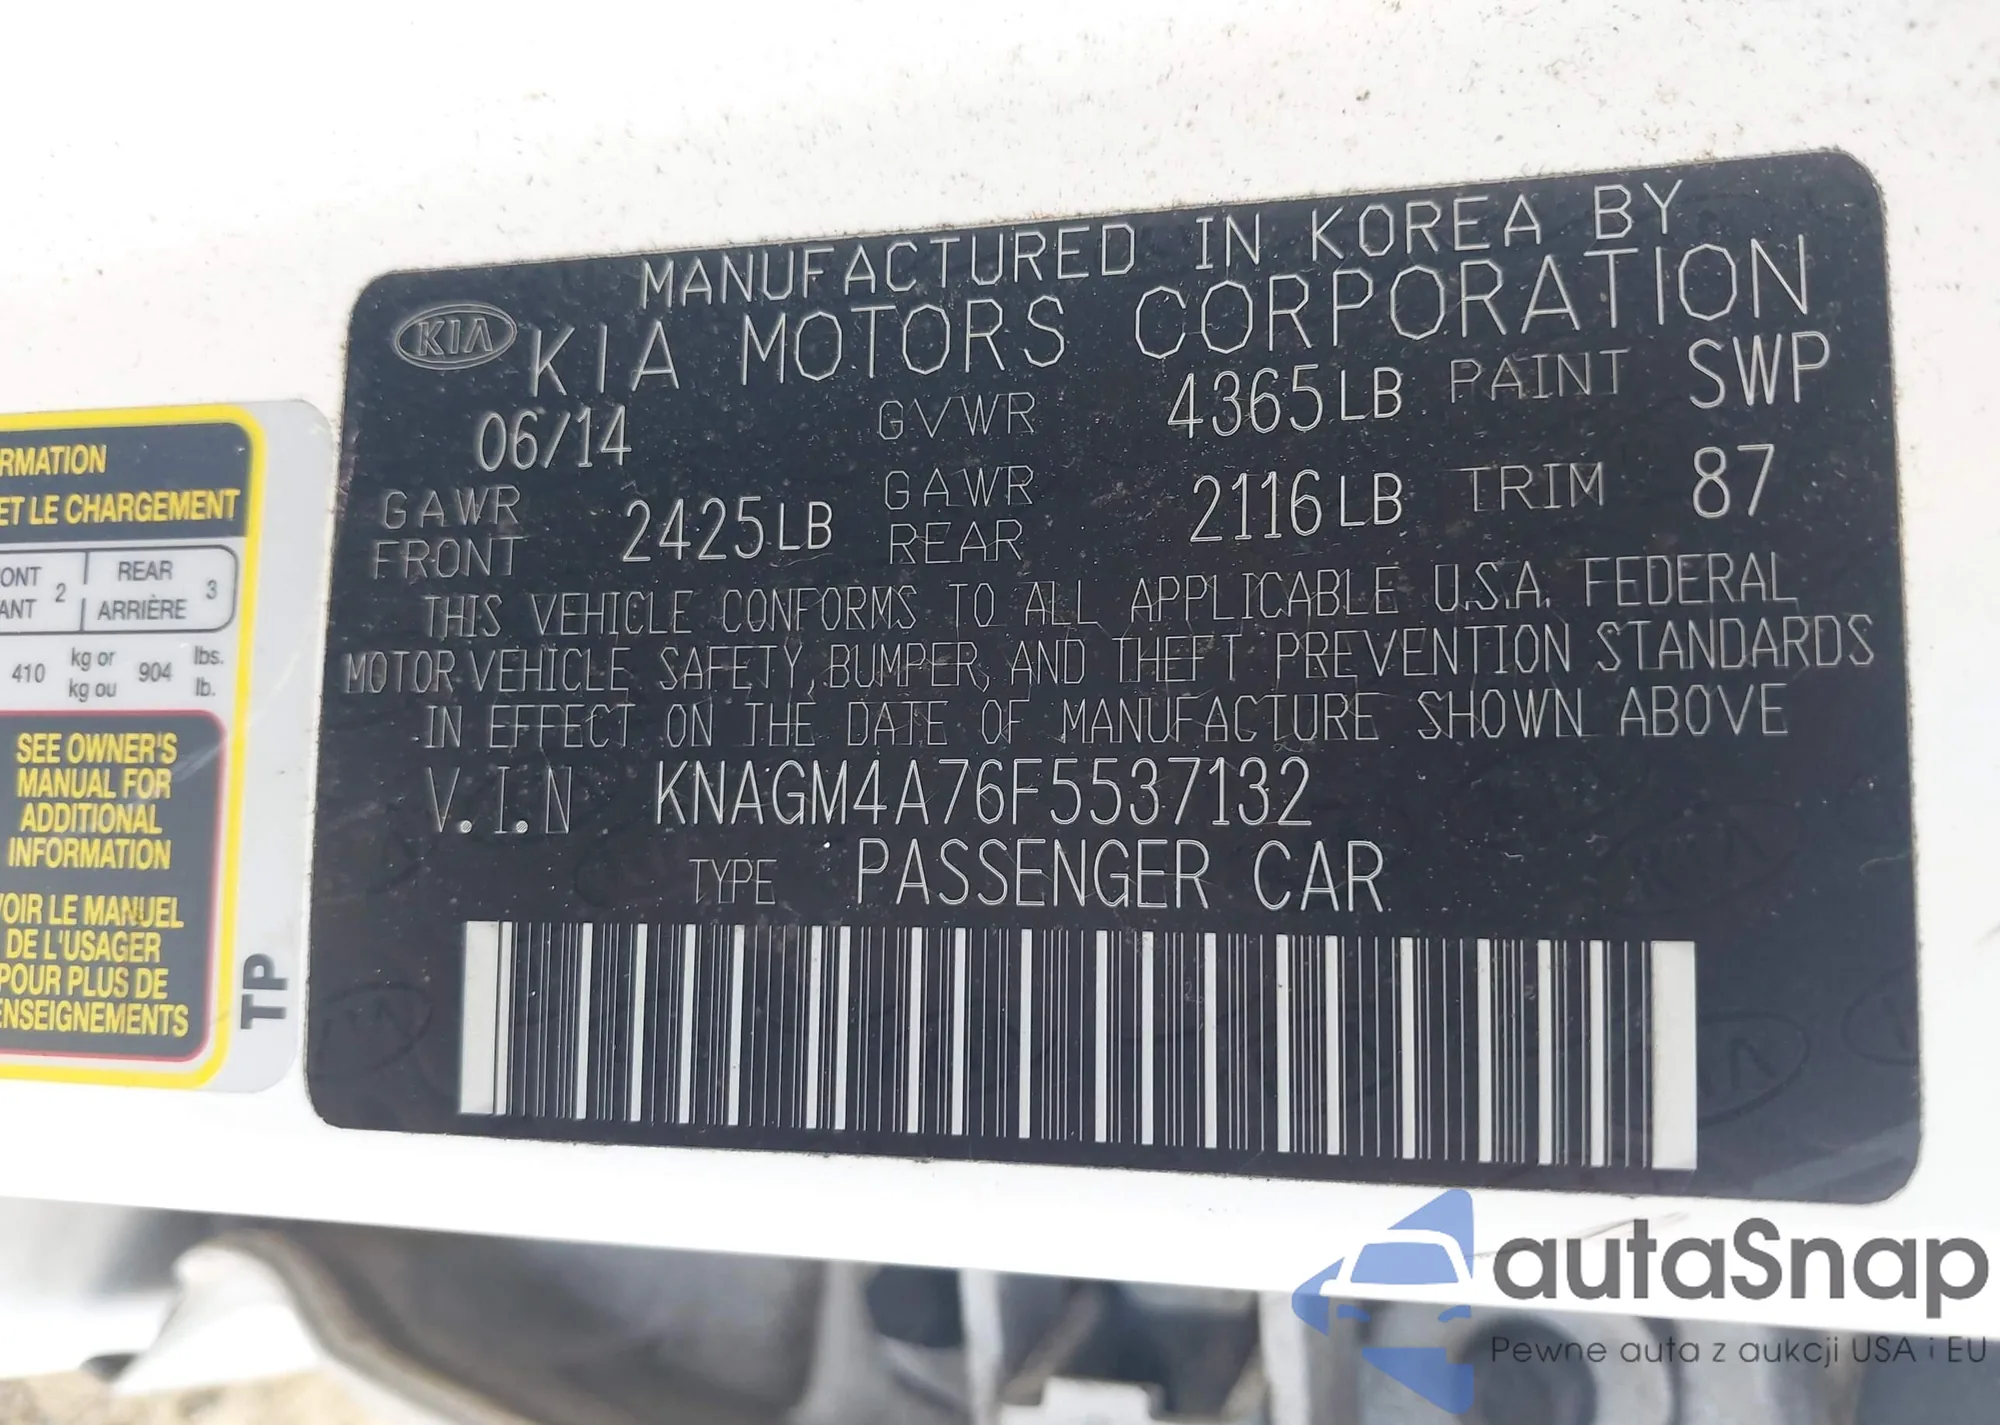 MANUFACTURED IN KOREA BY
KIA KIA MOTORS CORPORATION
06/14 GVWR 4365LB PAINT SWP
GAWR FRONT 2425LB GAWR REAR 2116LB TRIM 87
THIS VEHICLE CONFORMS TO ALL APPLICABLE U.S.A. FEDERAL
MOTOR VEHICLE SAFETY, BUMPER, AND THEFT PREVENTION STANDARDS
IN EFFECT ON THE DATE OF MANUFACTURE SHOWN ABOVE
V.I.N KNAGM4A76F5537132
TYPE PASSENGER CAR
RMATION
ET LE CHARGEMENT
ONT 2 REAR 3
ANT ARRIÈRE
410 kg or 904 lbs.
kg ou lb.
SEE OWNER'S
MANUAL FOR
ADDITIONAL
INFORMATION
VOIR LE MANUEL
DE L'USAGER
POUR PLUS DE
ENSEIGNEMENTS
TP
autaSnap
Pewne auta z aukcji USA i EU